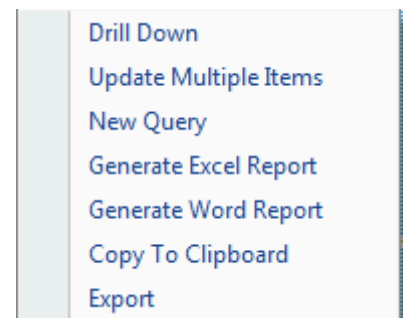 Drill Down
Update Multiple Items
New Query
Generate Excel Report
Generate Word Report
Copy To Clipboard
Export